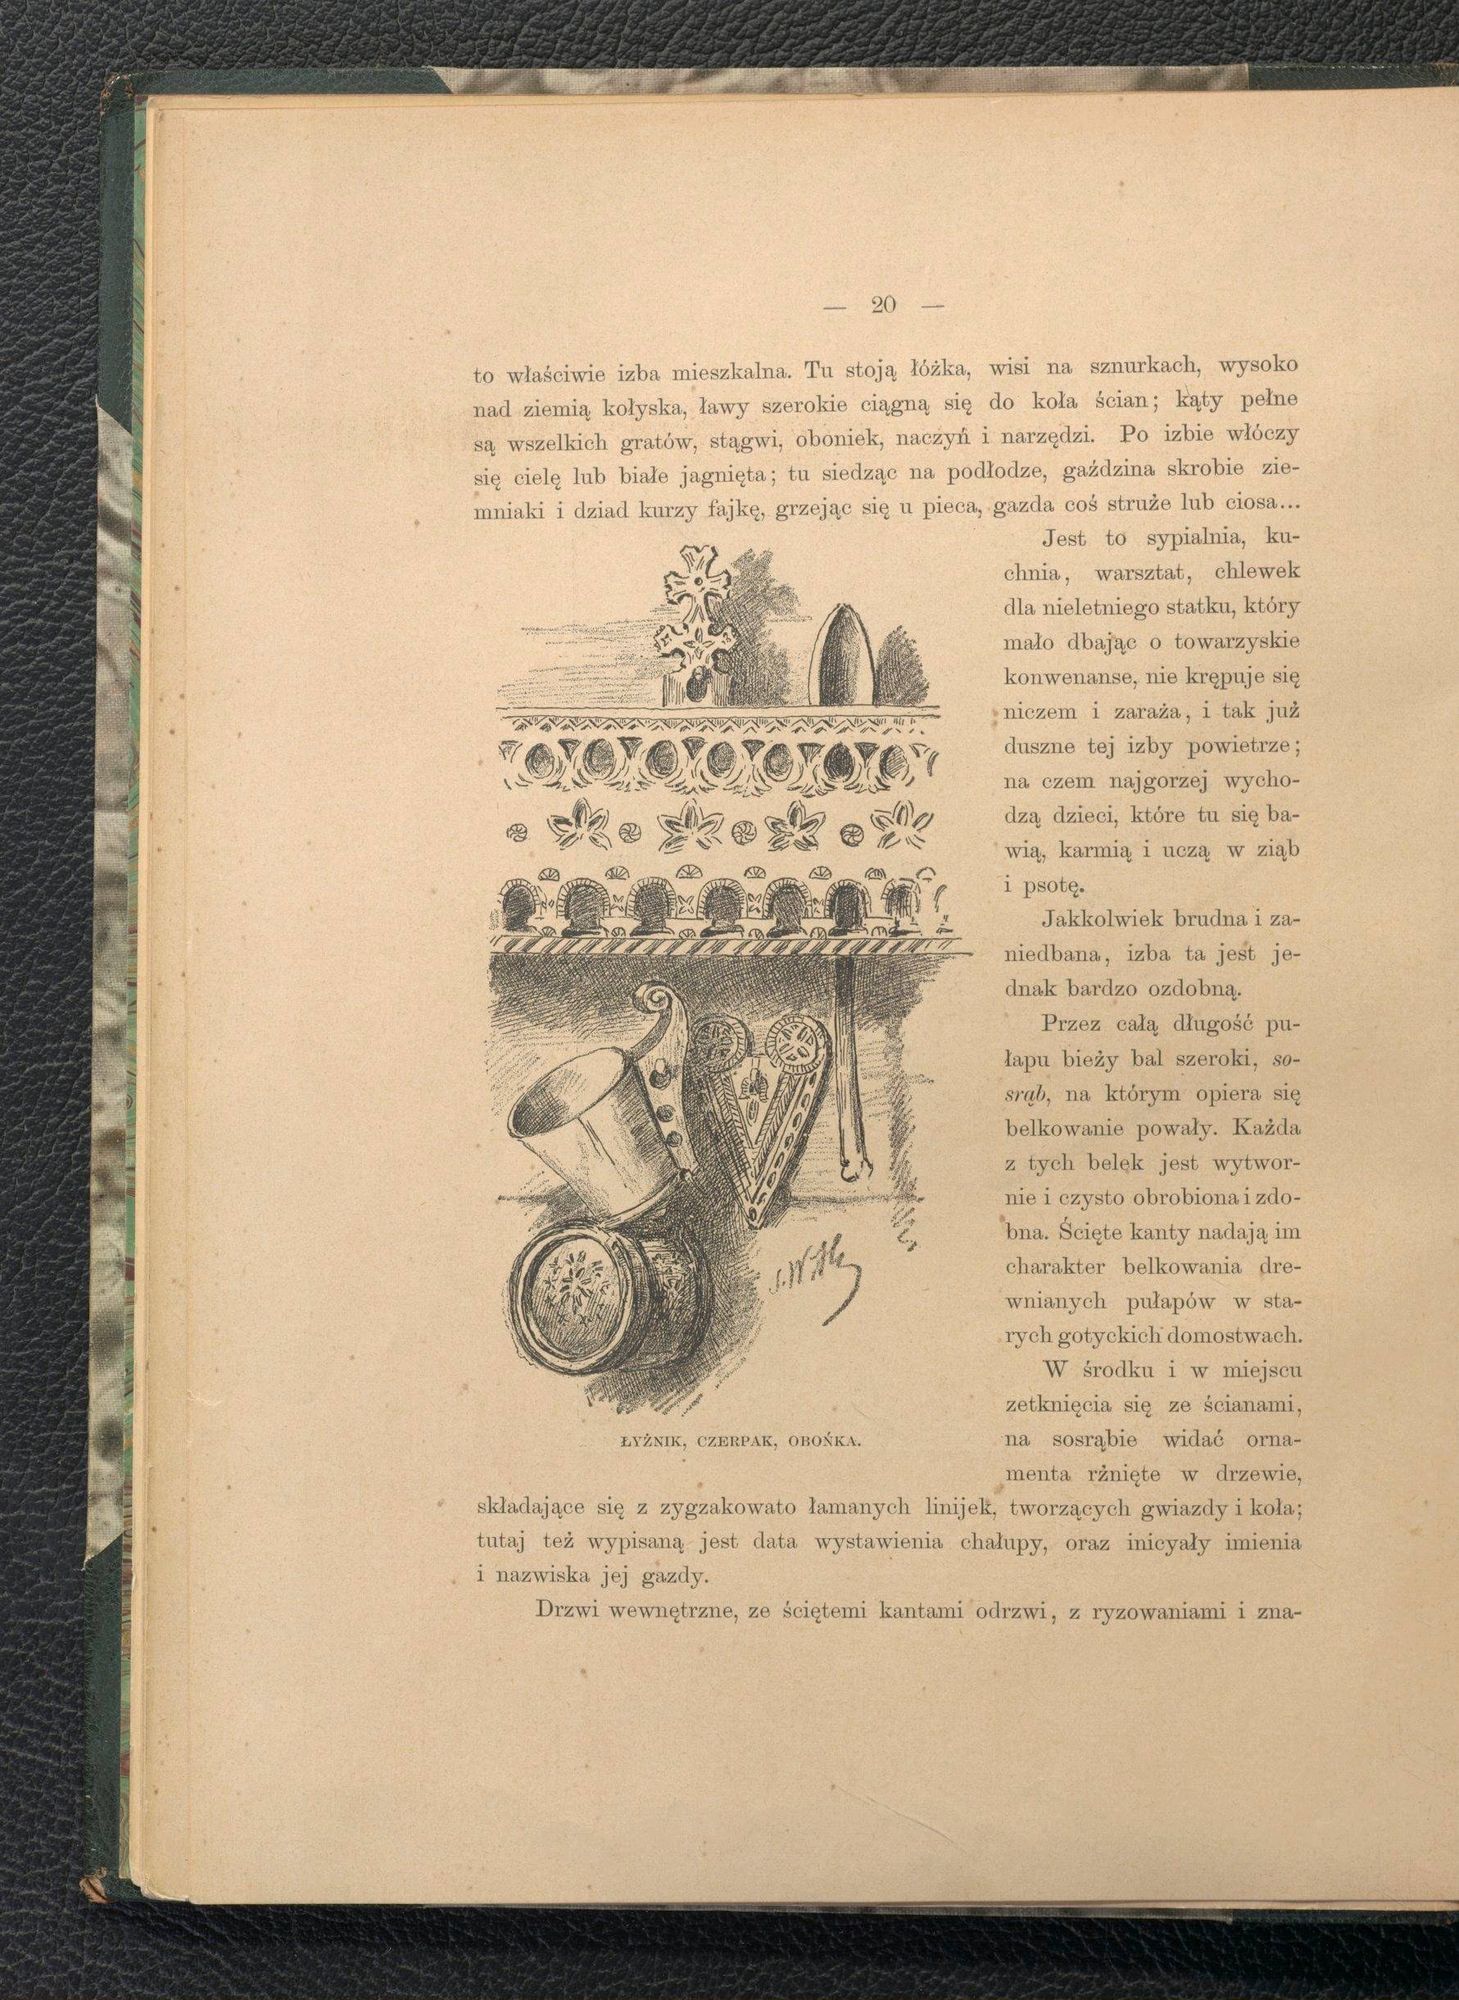 — 20 —
to właściwie izba mieszkalna. Tu stoją łóżka, wisi na sznurkach, wysoko
nad ziemią kołyska, ławy szerokie ciągną się do koła ścian; kąty pełne
są wszelkich gratów, stągwi, oboniek, naczyń i narzędzi. Po izbie włóczy
się cielę lub białe jagnięta; tu siedząc na podłodze, gaździna skrobie zie-
mniaki i dziad kurzy fajkę, grzejąc się u pieca, gazda coś struże lub ciosa...
Jest to sypialnia, ku-
chnia, warsztat, chlewek
dla nieletniego statku, który
mało dbając o towarzyskie
konwenanse, nie krępuje się
niczem i zaraża, i tak już
duszne tej izby powietrze;
na czem najgorzej wycho-
dzą dzieci, które tu się ba-
wią, karmią i uczą w ziąb
i psotę.
Jakkolwiek brudna i za-
niedbana, izba ta jest je-
dnak bardzo ozdobną.
Przez całą długość pu-
łapu bieży bal szeroki, so-
srąb, na którym opiera się
belkowanie powały. Każda
z tych belęk jest wytwor-
nie i czysto obrobiona i zdo-
bna. Ścięte kanty nadają im
charakter belkowania dre-
wnianych pułapów w sta-
rych gotyckich domostwach.
W środku i w miejscu
zetknięcia się ze ścianami,
na sosrąbie widać orna-
menta rżnięte w drzewie,
ŁYŻNIK, CZERPAK, OBOŃKA.
składające się z zygzakowato łamanych linijek, tworzących gwiazdy i koła;
tutaj też wypisaną jest data wystawienia chałupy, oraz inicyały imienia
i nazwiska jej gazdy.
Drzwi wewnętrzne, ze ściętemi kantami odrzwi, z ryzowaniami i zna-